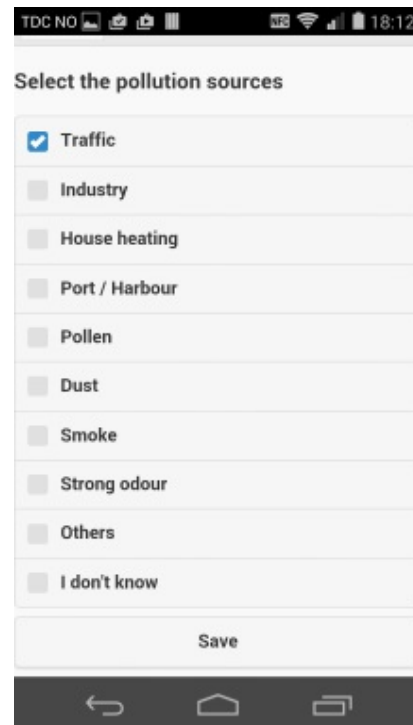 TDC NO 18:12
Select the pollution sources
Traffic
Industry
House heating
Port / Harbour
Pollen
Dust
Smoke
Strong odour
Others
I don't know
Save